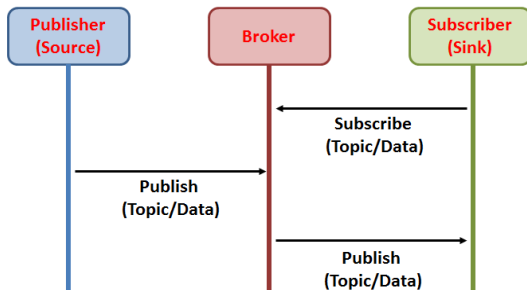 Publisher
(Source)
Broker
Subscriber
(Sink)
Subscribe
(Topic/Data)
Publish
(Topic/Data)
Publish
(Topic/Data)